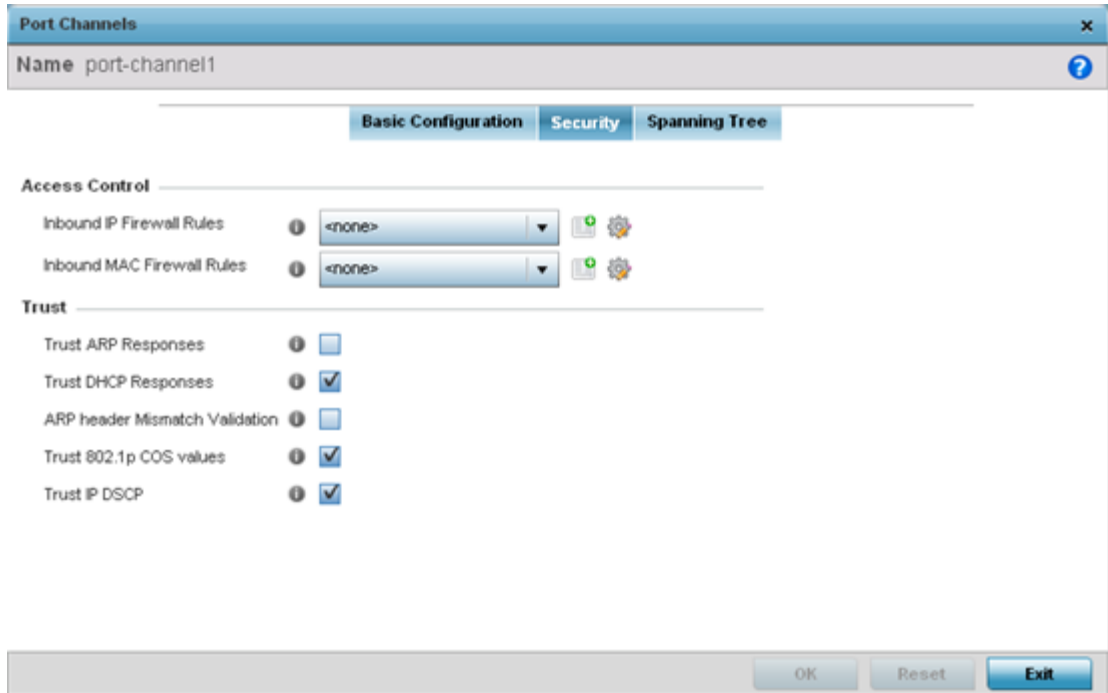 Port Channels
Name port-channel1
Basic Configuration Security Spanning Tree
Access Control
Inbound IP Firewall Rules <none>
Inbound MAC Firewall Rules <none>
Trust
Trust ARP Responses
Trust DHCP Responses
ARP header Mismatch Validation
Trust 802.1p COS values
Trust IP DSCP
OK Reset Exit